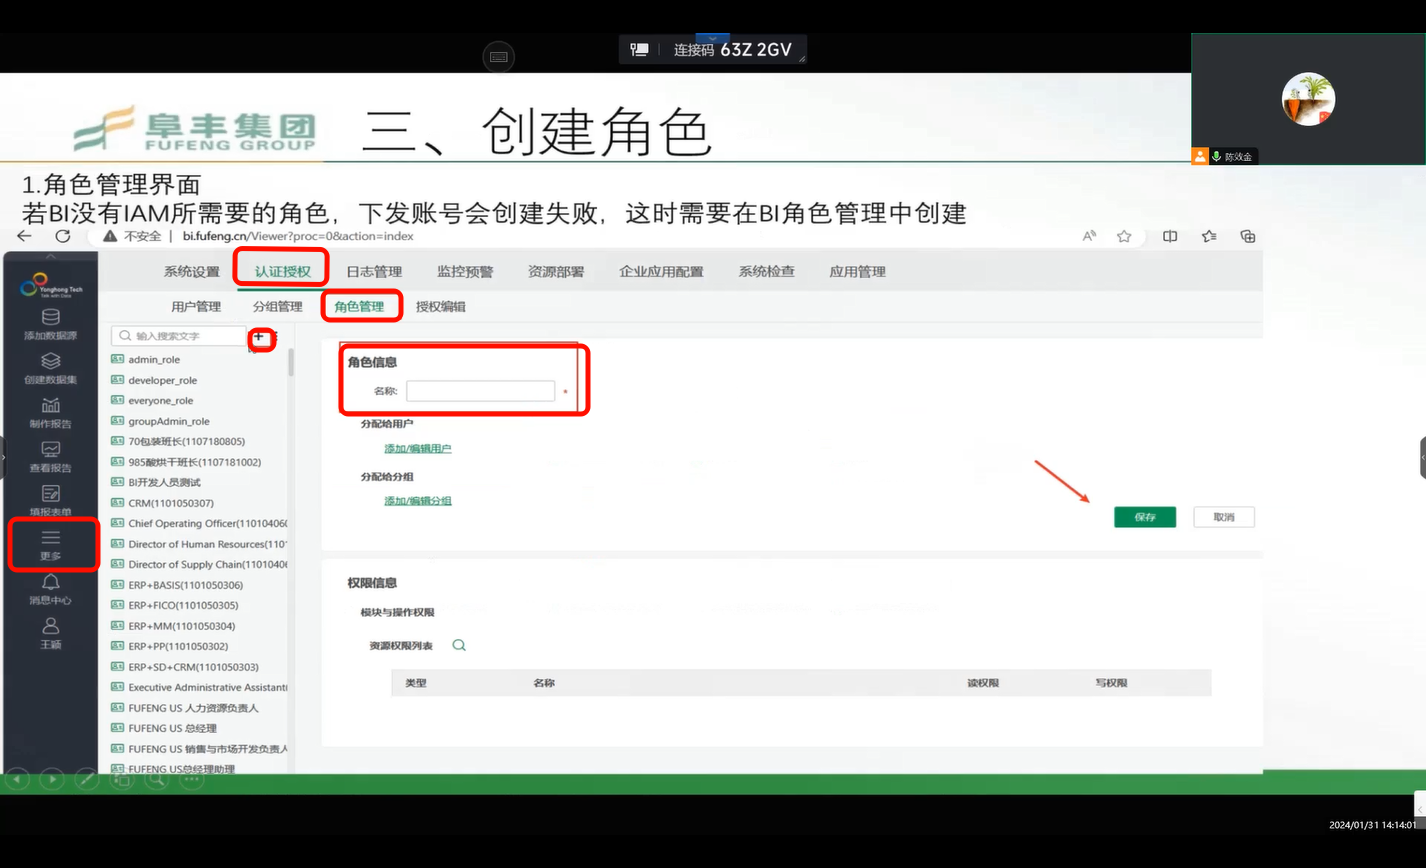 连接码 63Z 2GV
陈效金
阜丰集团
FUFENG GROUP
三、创建角色
1.角色管理界面
若BI没有IAM所需要的角色，下发账号会创建失败，这时需要在BI角色管理中创建
不安全 | bi.fufeng.cn/Viewer?proc=0&action=index
Yonghong Tech
Talk with Data
添加数据源
创建数据集
制作报告
查看报告
填报表单
更多
消息中心
王颖
系统设置 认证授权 日志管理 监控预警 资源部署 企业应用配置 系统检查 应用管理
用户管理 分组管理 角色管理 授权编辑
输入搜索文字
+
admin_role
developer_role
everyone_role
groupAdmin_role
70包装班长(1107180805)
985酸烘干班长(1107181002)
BI开发人员测试
CRM(1101050307)
Chief Operating Officer(11010406(
Director of Human Resources(110
Director of Supply Chain(1101040
ERP+BASIS(1101050306)
ERP+FICO(1101050305)
ERP+MM(1101050304)
ERP+PP(1101050302)
ERP+SD+CRM(1101050303)
Executive Administrative Assistant(
FUFENG US 人力资源负责人
FUFENG US 总经理
FUFENG US 销售与市场开发负责人
FUFENG US总经理助理
角色信息
名称: *
分配给用户
添加/编辑用户
分配给分组
添加/编辑分组
保存 取消
权限信息
模块与操作权限
资源权限列表
类型 名称 读权限 写权限
2024/01/31 14:14:01